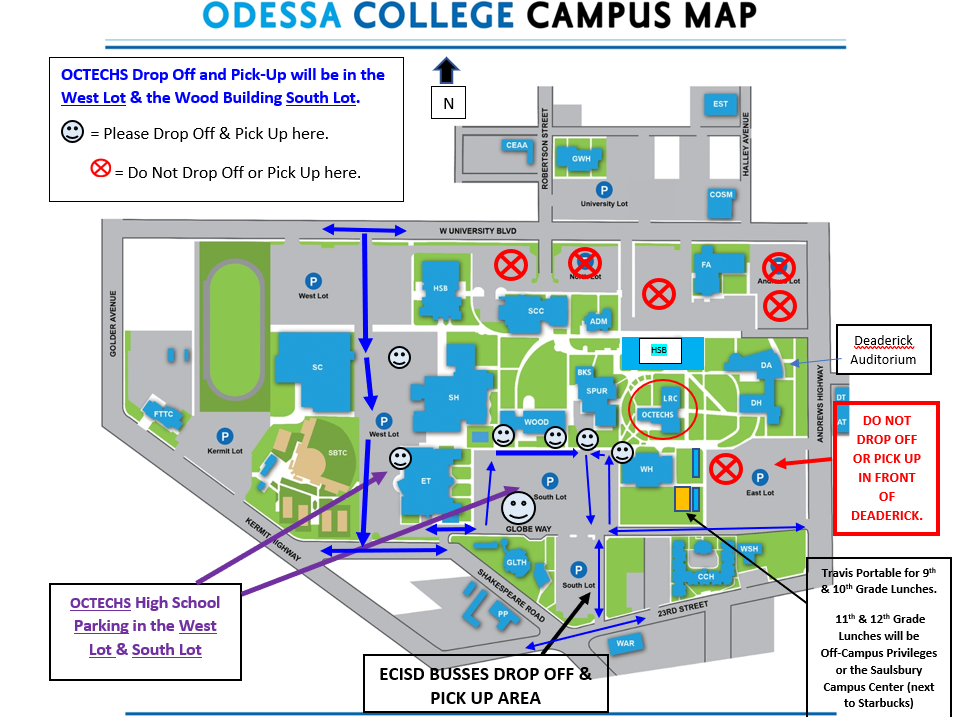 ODESSA COLLEGE CAMPUS MAP
OCTECHS Drop Off and Pick-Up will be in the
West Lot & the Wood Building South Lot.
= Please Drop Off & Pick Up here.
= Do Not Drop Off or Pick Up here.
N
EST
CEAA
GWH
ROBERTSON STREET
HALLEY AVENUE
P
University Lot
COSM
W UNIVERSITY BLVD
GOLDER AVENUE
P
West Lot
HSB
SCC
ADM
FA
Lot
Lot
HSB
Deaderick
Auditorium
SC
SH
BKS
SPUR
LRC
OCTECHS
DA
DH
DT
AT
ANDREWS HIGHWAY
FTTC
P
Kermit Lot
SBTC
P
West Lot
WOOD
ET
P
South Lot
WH
P
East Lot
DO NOT
DROP OFF
OR PICK UP
IN FRONT
OF
DEADERICK.
GLOBE WAY
KERMIT HIGHWAY
SHAKESPEARE ROAD
GLTH
P
South Lot
WSH
CCH
PP
23RD STREET
WAR
OCTECHS High School
Parking in the West
Lot & South Lot
ECISD BUSSES DROP OFF &
PICK UP AREA
Travis Portable for 9th
& 10th Grade Lunches.
11th & 12th Grade
Lunches will be
Off-Campus Privileges
or the Saulsbury
Campus Center (next
to Starbucks)